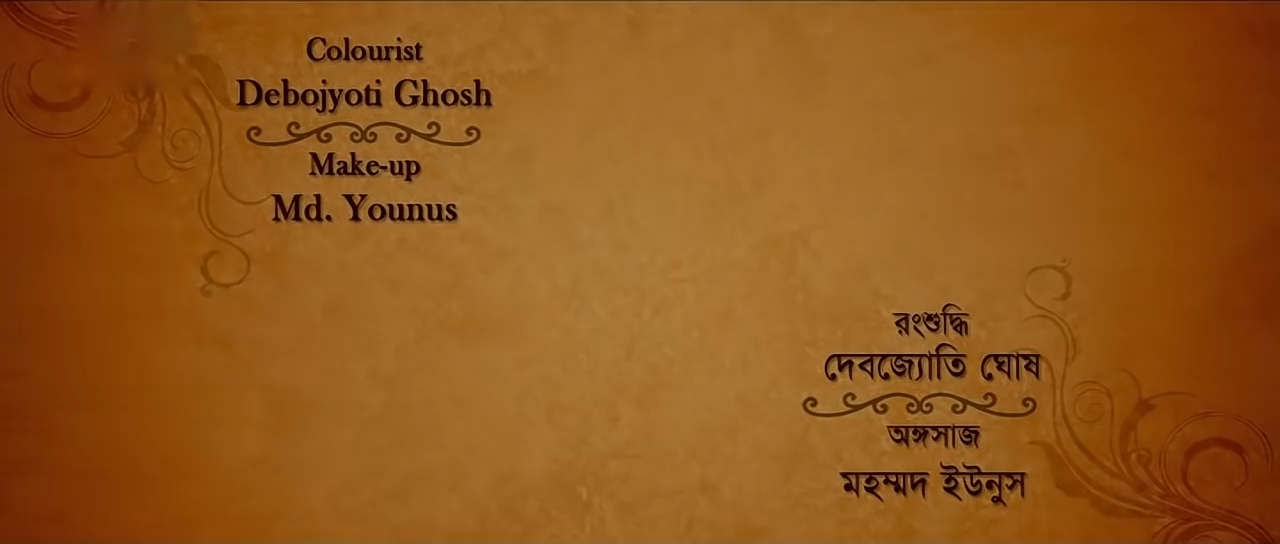 Colourist
Debojyoti Ghosh
Make-up
Md. Younus
রংশুদ্ধি
দেবজ্যোতি ঘোষ
অঙ্গসাজ
মহম্মদ ইউনুস